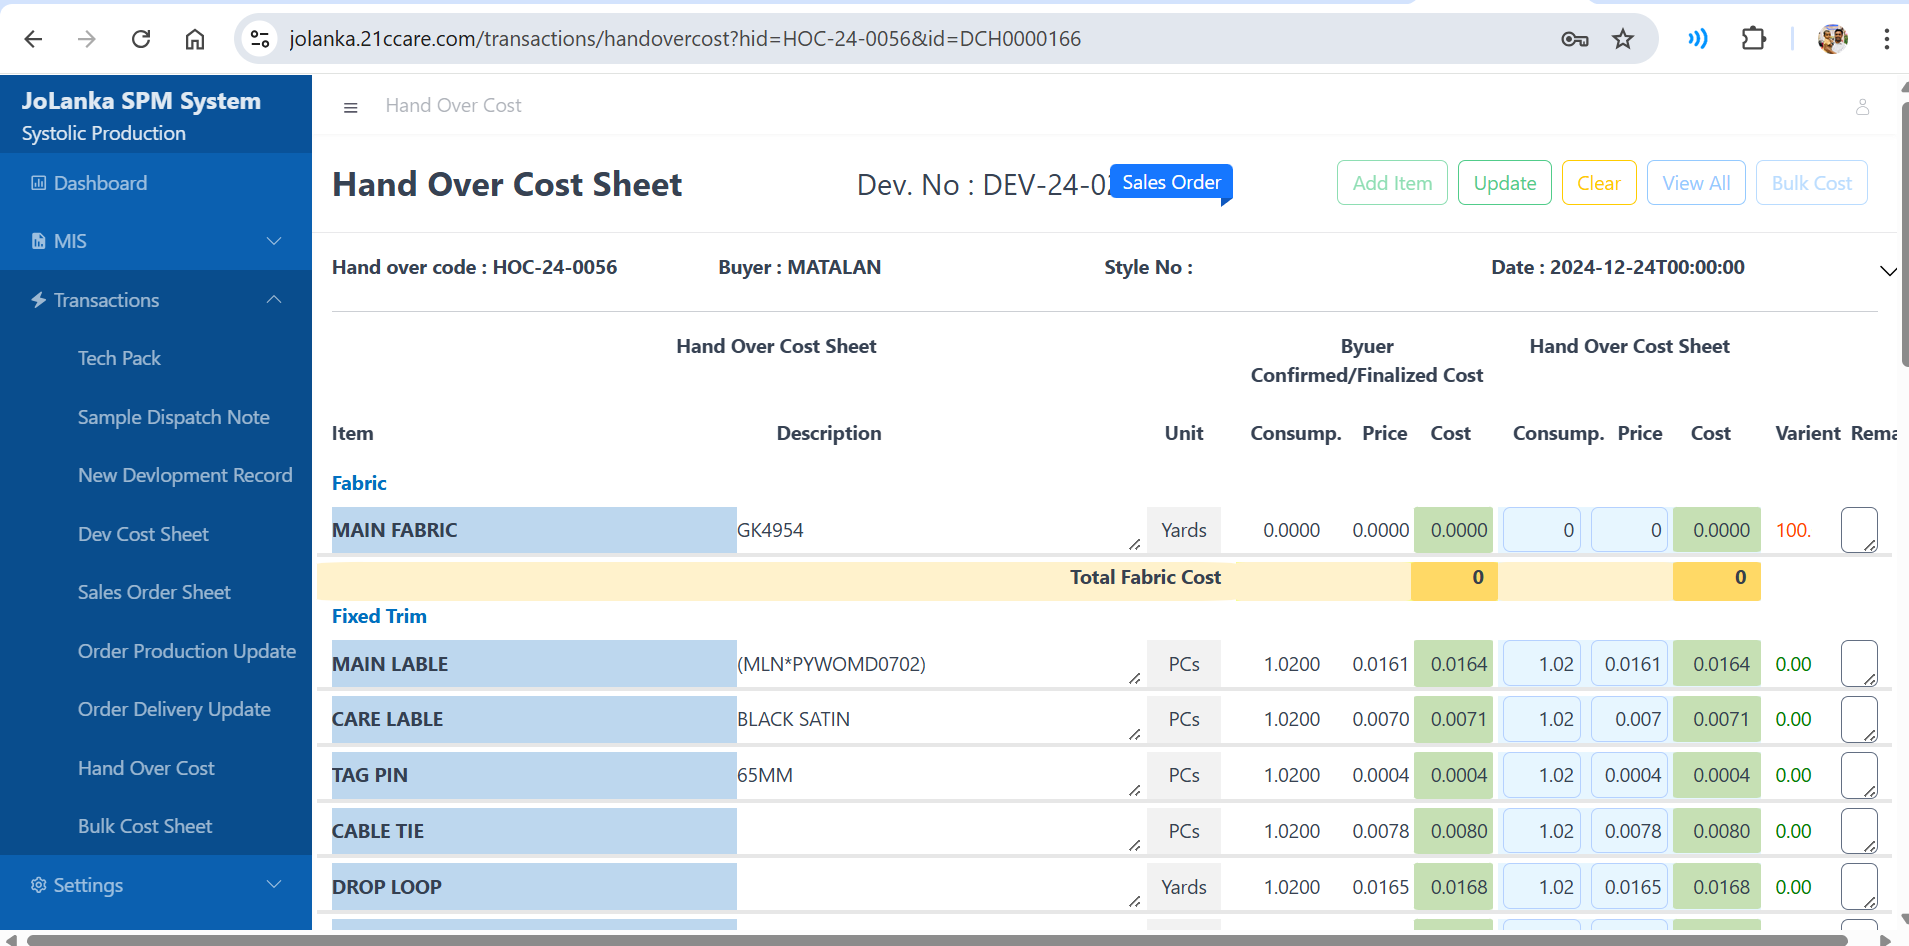 jolanka.21ccare.com/transactions/handovercost?hid=HOC-24-0056&id=DCH0000166
JoLanka SPM System
Systolic Production
Dashboard
MIS
Transactions
Tech Pack
Sample Dispatch Note
New Devlopment Record
Dev Cost Sheet
Sales Order Sheet
Order Production Update
Order Delivery Update
Hand Over Cost
Bulk Cost Sheet
Settings
Hand Over Cost
Hand Over Cost Sheet Dev. No : DEV-24-02 Sales Order Add Item Update Clear View All Bulk Cost
Hand over code : HOC-24-0056 Buyer : MATALAN Style No : Date : 2024-12-24T00:00:00
Hand Over Cost Sheet Byuer Confirmed/Finalized Cost Hand Over Cost Sheet
Item Description Unit Consump. Price Cost Consump. Price Cost Varient Rema
Fabric
MAIN FABRIC GK4954 Yards 0.0000 0.0000 0.0000 0 0 0.0000 100.
Total Fabric Cost 0 0
Fixed Trim
MAIN LABLE (MLN*PYWOMD0702) PCs 1.0200 0.0161 0.0164 1.02 0.0161 0.0164 0.00
CARE LABLE BLACK SATIN PCs 1.0200 0.0070 0.0071 1.02 0.007 0.0071 0.00
TAG PIN 65MM PCs 1.0200 0.0004 0.0004 1.02 0.0004 0.0004 0.00
CABLE TIE PCs 1.0200 0.0078 0.0080 1.02 0.0078 0.0080 0.00
DROP LOOP Yards 1.0200 0.0165 0.0168 1.02 0.0165 0.0168 0.00